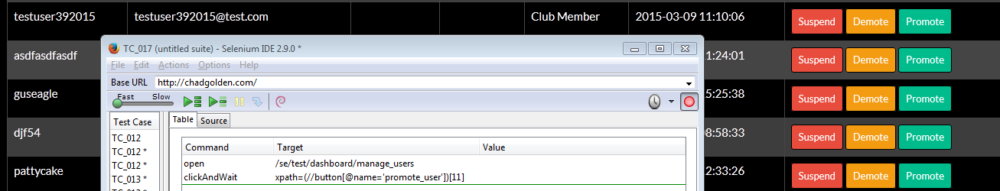 testuser392015 testuser392015@test.com Club Member 2015-03-09 11:10:06 Suspend Demote Promote
TC_017 (untitled suite) - Selenium IDE 2.9.0 *
asdfasdfasdf 1:24:01 Suspend Demote Promote
File Edit Actions Options Help
Base URL http://chadgolden.com/
guseagle 5:25:38 Suspend Demote Promote
Fast Slow
Test Case Table Source
djf54 08:58:33 Suspend Demote Promote
TC_012
Command Target Value
TC_012 *
open /se/test/dashboard/manage_users
TC_012 *
pattycake 2:33:26 Suspend Demote Promote
TC_013 * clickAndWait xpath=(//button[@name='promote_user'])[11]